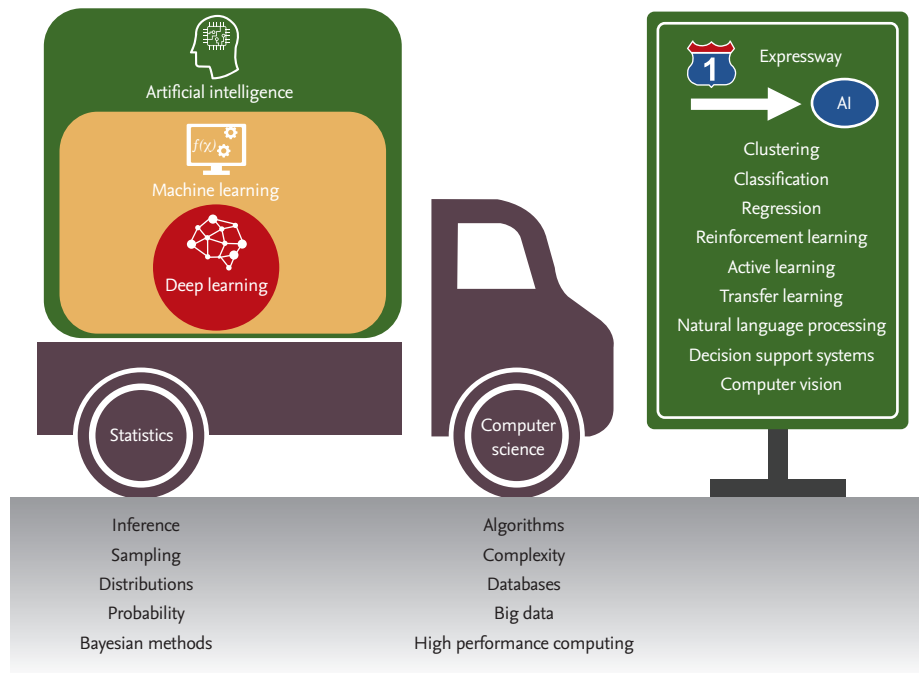 Artificial intelligence
f(χ)
Machine learning
Deep learning
Statistics
Computer
science
1
Expressway
AI
Clustering
Classification
Regression
Reinforcement learning
Active learning
Transfer learning
Natural language processing
Decision support systems
Computer vision
Inference
Sampling
Distributions
Probability
Bayesian methods
Algorithms
Complexity
Databases
Big data
High performance computing